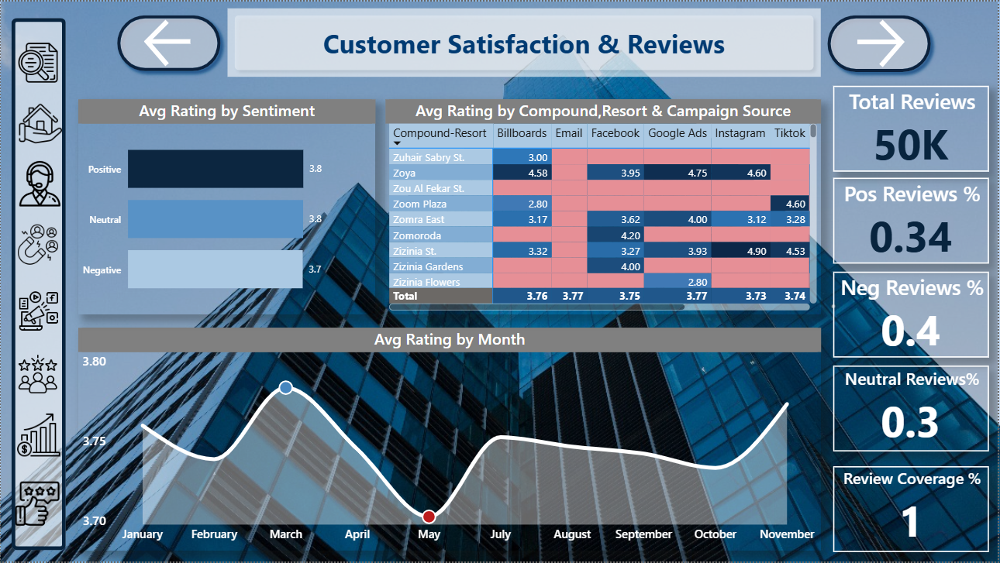 Customer Satisfaction & Reviews
Avg Rating by Sentiment
Positive 3.8
Neutral 3.8
Negative 3.7
Avg Rating by Compound,Resort & Campaign Source
Compound-Resort Billboards Email Facebook Google Ads Instagram Tiktok
Zuhair Sabry St. 3.00
Zoya 4.58 3.95 4.75 4.60
Zou Al Fekar St.
Zoom Plaza 2.80 4.60
Zomra East 3.17 3.62 4.00 3.12 3.28
Zomoroda 4.20
Zizinia St. 3.32 3.27 3.93 4.90 4.53
Zizinia Gardens 4.00
Zizinia Flowers 2.80
Total 3.76 3.77 3.75 3.77 3.73 3.74
Avg Rating by Month
3.80
3.75
3.70
January February March April May July August September October November
Total Reviews
50K
Pos Reviews %
0.34
Neg Reviews %
0.4
Neutral Reviews%
0.3
Review Coverage %
1